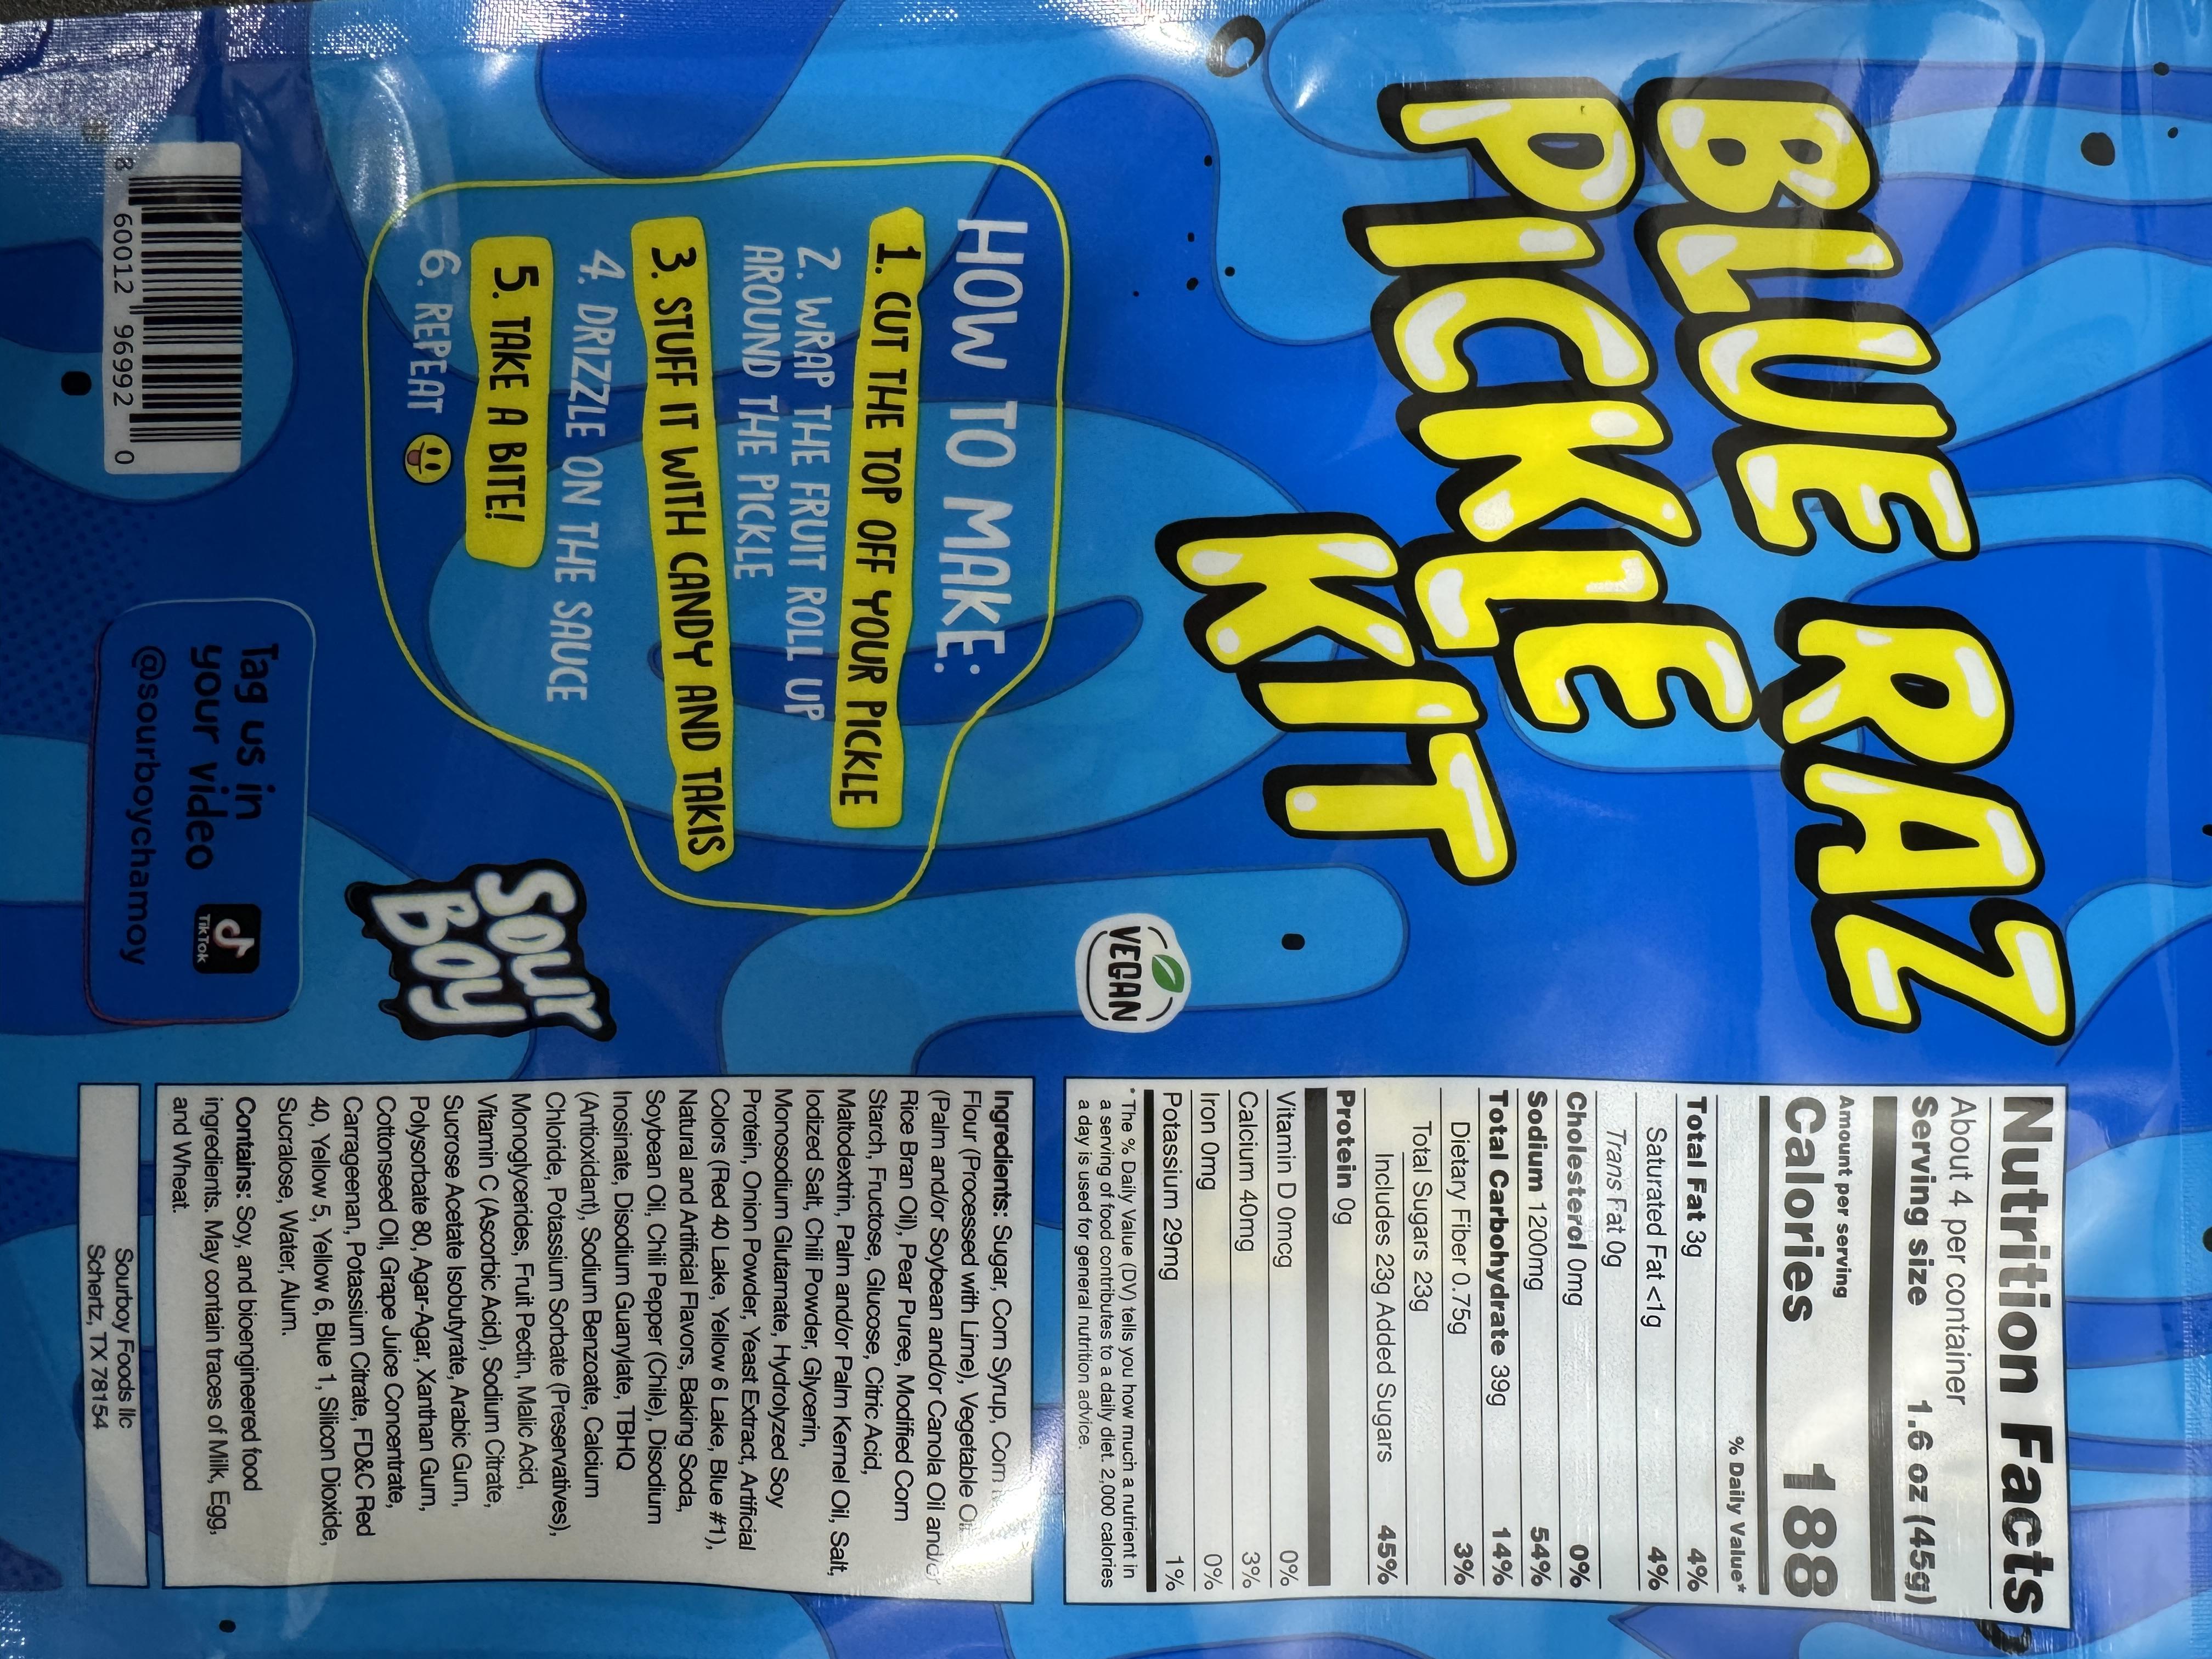 BLUE RAZ
PICKLE
KIT
HOW TO MAKE:
1. CUT THE TOP OFF YOUR PICKLE
2. WRAP THE FRUIT ROLL UP
AROUND THE PICKLE
3. STUFF IT WITH CANDY AND TAKIS
4. DRIZZLE ON THE SAUCE
5. TAKE A BITE!
6. REPEAT
VEGAN
SOUR
BOY
Tag us in
your video
TikTok
@sourboychamoy
8 60012 96992 0
Nutrition Facts
About 4 per container
Serving size 1.6 oz (45g)
Amount per serving
Calories 188
% Daily Value*
Total Fat 3g 4%
Saturated Fat <1g 4%
Trans Fat 0g
Cholesterol 0mg 0%
Sodium 1200mg 54%
Total Carbohydrate 39g 14%
Dietary Fiber 0.75g 3%
Total Sugars 23g
Includes 23g Added Sugars 45%
Protein 0g
Vitamin D 0mcg 0%
Calcium 40mg 3%
Iron 0mg 0%
Potassium 29mg 1%
*The % Daily Value (DV) tells you how much a nutrient in
a serving of food contributes to a daily diet. 2,000 calories
a day is used for general nutrition advice.
Ingredients: Sugar, Corn Syrup, Corn
Flour (Processed with Lime), Vegetable Oil
(Palm and/or Soybean and/or Canola Oil and/or
Rice Bran Oil), Pear Puree, Modified Corn
Starch, Fructose, Glucose, Citric Acid,
Maltodextrin, Palm and/or Palm Kernel Oil, Salt,
Iodized Salt, Chili Powder, Glycerin,
Monosodium Glutamate, Hydrolyzed Soy
Protein, Onion Powder, Yeast Extract, Artificial
Colors (Red 40 Lake, Yellow 6 Lake, Blue #1),
Natural and Artificial Flavors, Baking Soda,
Soybean Oil, Chili Pepper (Chile), Disodium
Inosinate, Disodium Guanylate, TBHQ
(Antioxidant), Sodium Benzoate, Calcium
Chloride, Potassium Sorbate (Preservatives),
Monoglycerides, Fruit Pectin, Malic Acid,
Vitamin C (Ascorbic Acid), Sodium Citrate,
Sucrose Acetate Isobutyrate, Arabic Gum,
Polysorbate 80, Agar-Agar, Xanthan Gum,
Cottonseed Oil, Grape Juice Concentrate,
Carrageenan, Potassium Citrate, FD&C Red
40, Yellow 5, Yellow 6, Blue 1, Silicon Dioxide,
Sucralose, Water, Alum.
Contains: Soy, and bioengineered food
ingredients. May contain traces of Milk, Egg,
and Wheat.
Sourboy Foods llc
Schertz, TX 78154